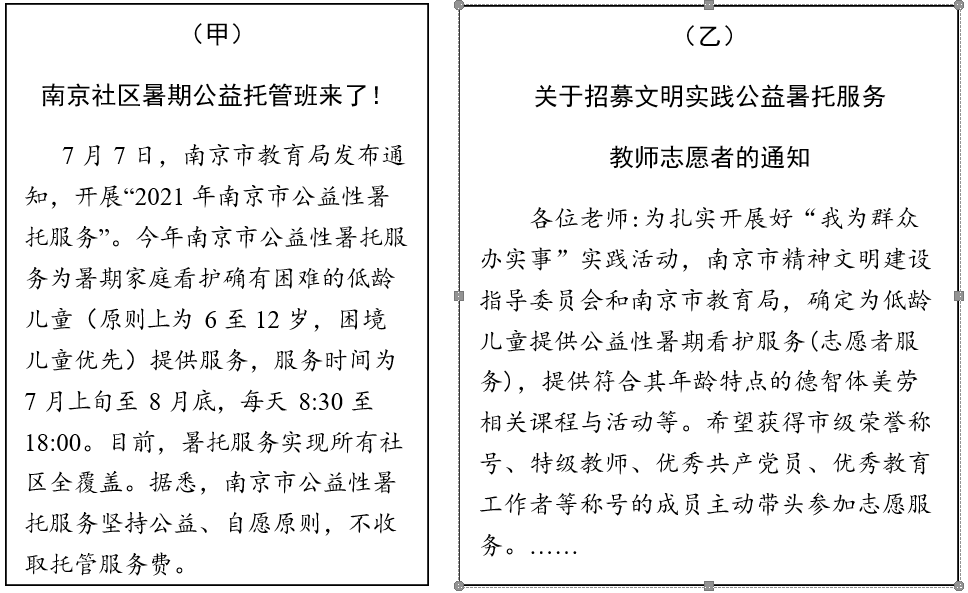 （甲）
南京社区暑期公益托管班来了！
7 月 7 日，南京市教育局发布通
知，开展“2021 年南京市公益性暑
托服务”。今年南京市公益性暑托服
务为暑期家庭看护确有困难的低龄
儿童（原则上为 6 至 12 岁，困境
儿童优先）提供服务，服务时间为
7 月上旬至 8 月底，每天 8:30 至
18:00。目前，暑托服务实现所有社
区全覆盖。据悉，南京市公益性暑
托服务坚持公益、自愿原则，不收
取托管服务费。
（乙）
关于招募文明实践公益暑托服务
教师志愿者的通知
各位老师:为扎实开展好“我为群众
办实事”实践活动，南京市精神文明建设
指导委员会和南京市教育局，确定为低龄
儿童提供公益性暑期看护服务(志愿者服
务)，提供符合其年龄特点的德智体美劳
相关课程与活动等。希望获得市级荣誉称
号、特级教师、优秀共产党员、优秀教育
工作者等称号的成员主动带头参加志愿服
务。……